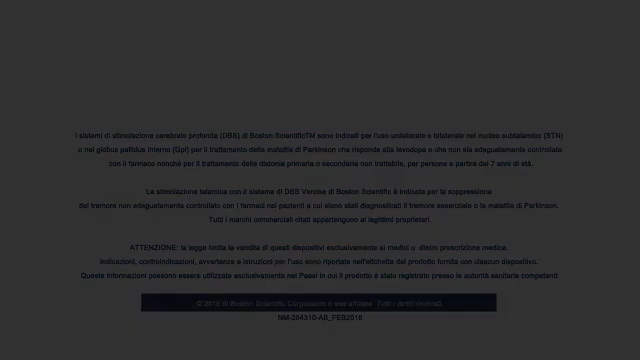 I sistemi di stimolazione cerebrale profonda (DBS) di Boston ScientificTM sono indicati per l'uso unilaterale o bilaterale nel nucleo subtalamico (STN)
o nel globus pallidus interno (Gpi) per il trattamento della malattia di Parkinson che risponde alla levodopa e che non sia adeguatamente controllata
con il farmaco nonché per il trattamento della distonia primaria o secondaria non trattabile, per persone a partire dai 7 anni di età.
La stimolazione talamica con il sistema di DBS Vercise di Boston Scientific è indicata per la soppressione
del tremore non adeguatamente controllato con i farmaci nei pazienti a cui siano stati diagnosticati il tremore essenziale o la malattia di Parkinson.
Tutti i marchi commerciali citati appartengono ai legittimi proprietari.
ATTENZIONE: la legge limita la vendita di questi dispositivi esclusivamente ai medici o dietro prescrizione medica.
Indicazioni, controindicazioni, avvertenze e istruzioni per l'uso sono riportate nell'etichetta del prodotto fornita con ciascun dispositivo.
Queste informazioni possono essere utilizzate esclusivamente nei Paesi in cui il prodotto è stato registrato presso le autorità sanitarie competenti
© 2018 di Boston Scientific Corporation o sue affiliate. Tutti i diritti riservati.
NM-284310-AB_FEB2018